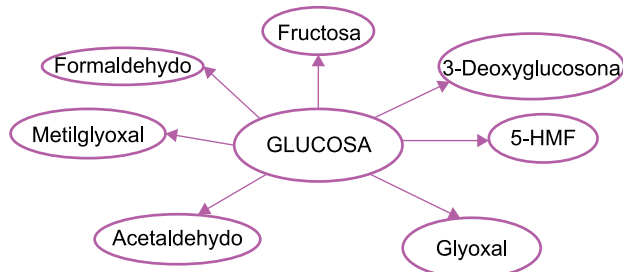 Fructosa
Formaldehydo
3-Deoxyglucosona
Metilglyoxal
GLUCOSA
5-HMF
Acetaldehydo
Glyoxal